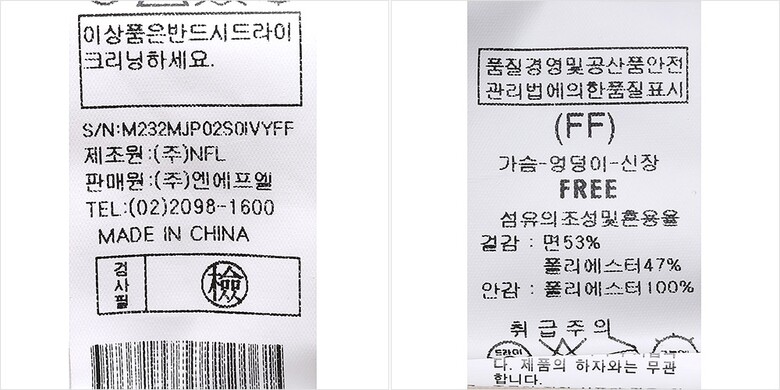 이상품은반드시드라이
크리닝하세요.
S/N:M232MJP02S0IVYFF
제조원:(주)NFL
판매원:(주)엔에프엘
TEL:(02)2098-1600
MADE IN CHINA
검사필
檢
품질경영및공산품안전
관리법에의한품질표시
(FF)
가슴-엉덩이-신장
FREE
섬유의조성및혼용율
겉감 : 면53%
폴리에스터47%
안감 : 폴리에스터100%
취급주의
드라이
다. 제품의 하자와는 무관
합니다.